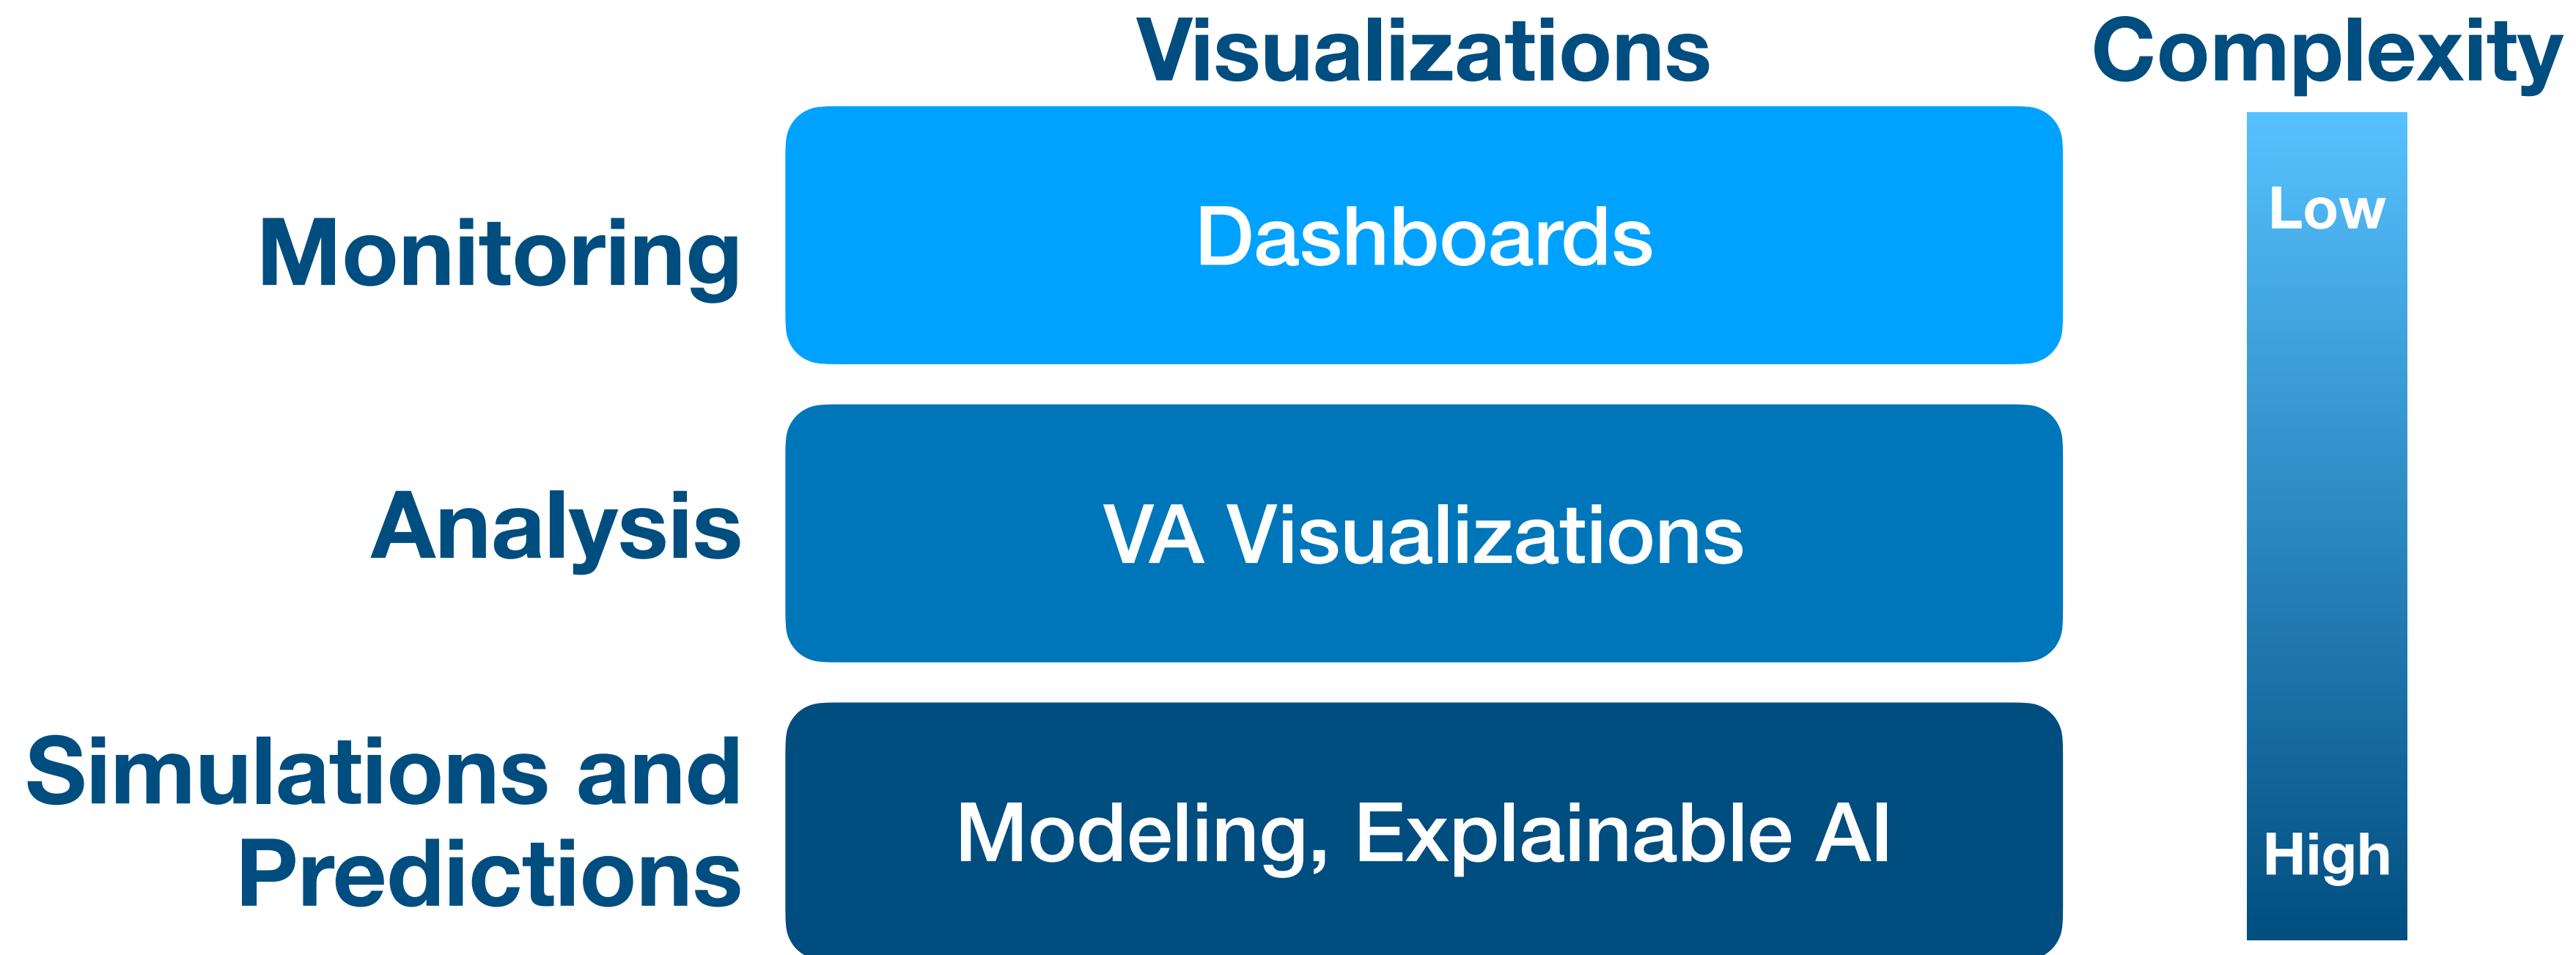 Visualizations
Complexity
Monitoring
Dashboards
Low
Analysis
VA Visualizations
Simulations and
Predictions
Modeling, Explainable AI
High